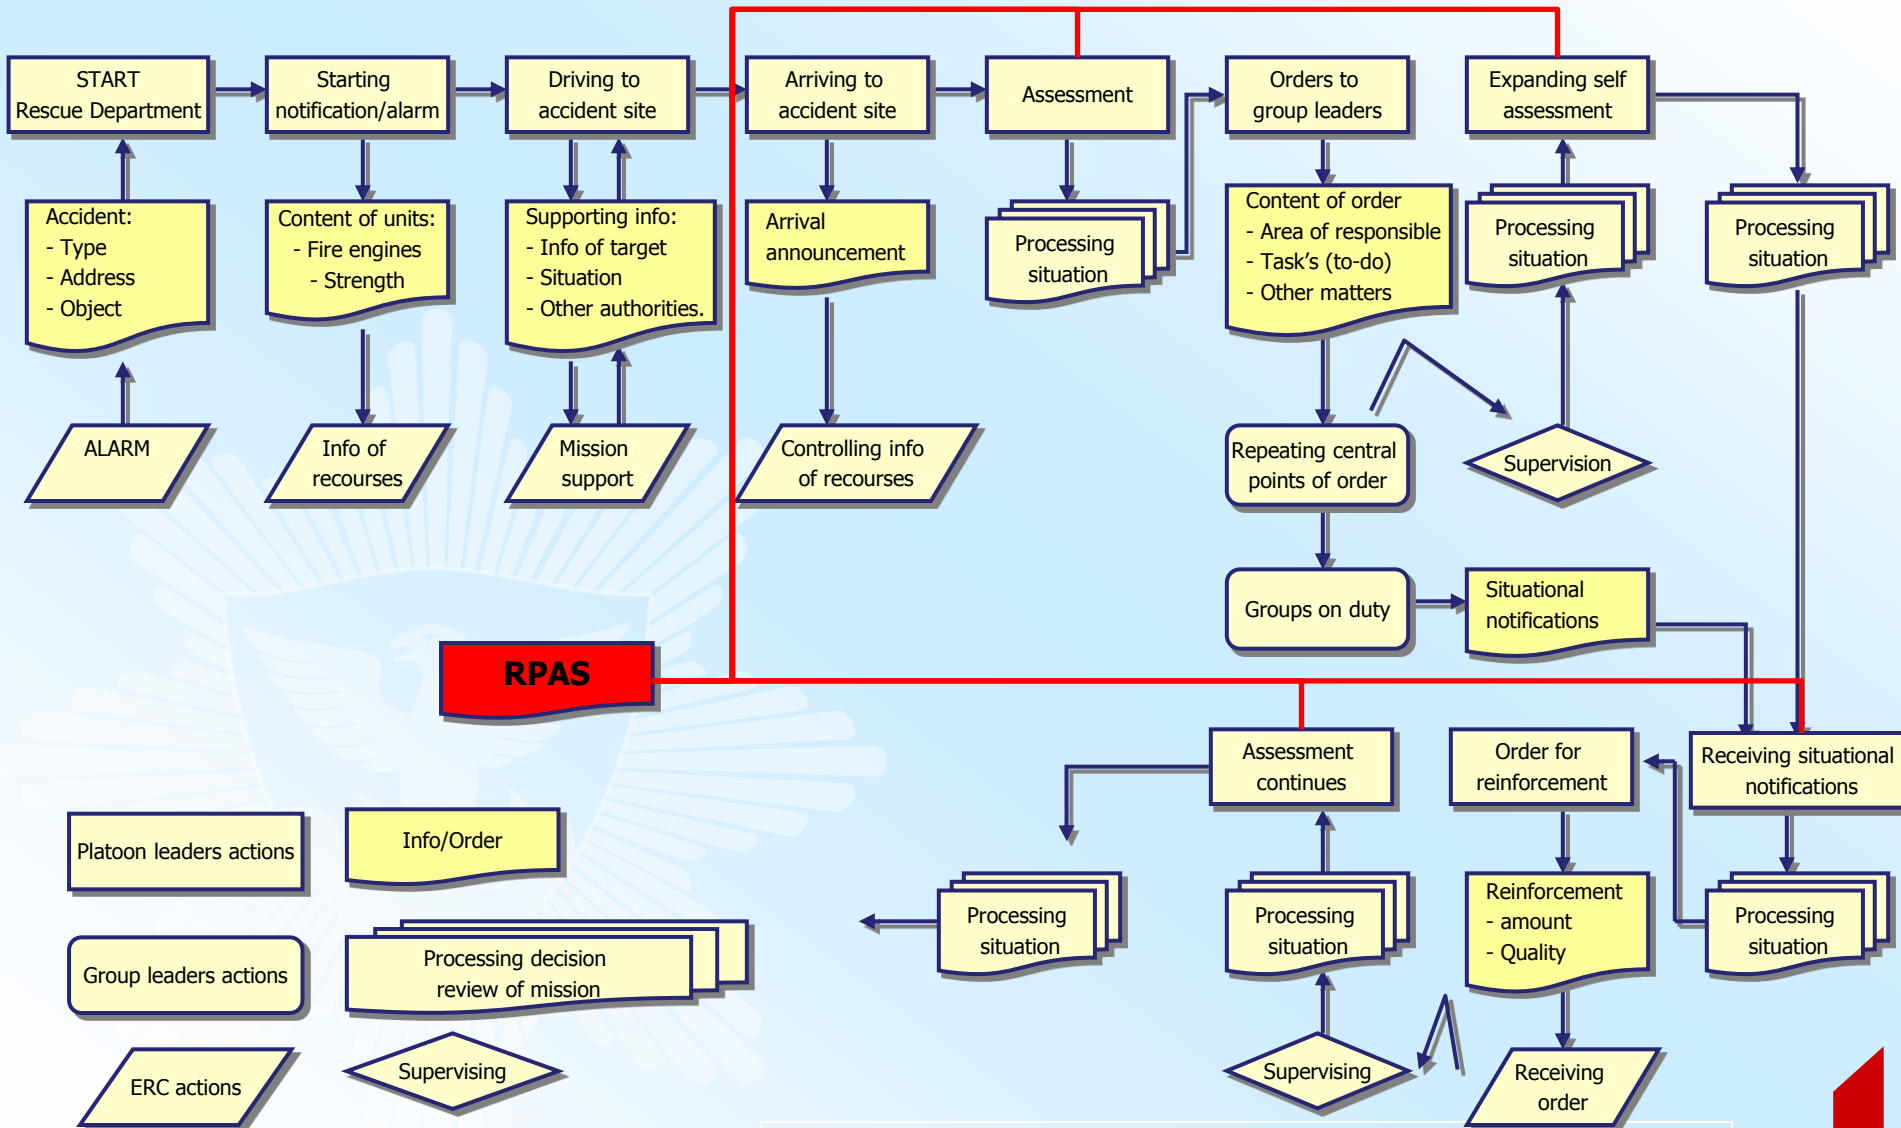 START
Rescue Department
Starting
notification/alarm
Driving to
accident site
Arriving to
accident site
Assessment
Orders to
group leaders
Expanding self
assessment
Accident:
- Type
- Address
- Object
Content of units:
- Fire engines
- Strength
Supporting info:
- Info of target
- Situation
- Other authorities.
Arrival
announcement
Processing
situation
Content of order
- Area of responsible
- Task’s (to-do)
- Other matters
Processing
situation
Processing
situation
ALARM
Info of
recourses
Mission
support
Controlling info
of recourses
Repeating central
points of order
Supervision
Groups on duty
Situational
notifications
RPAS
Assessment
continues
Order for
reinforcement
Receiving situational
notifications
Platoon leaders actions
Info/Order
Processing
situation
Processing
situation
Reinforcement
- amount
- Quality
Processing
situation
Group leaders actions
Processing decision
review of mission
ERC actions
Supervising
Supervising
Receiving
order